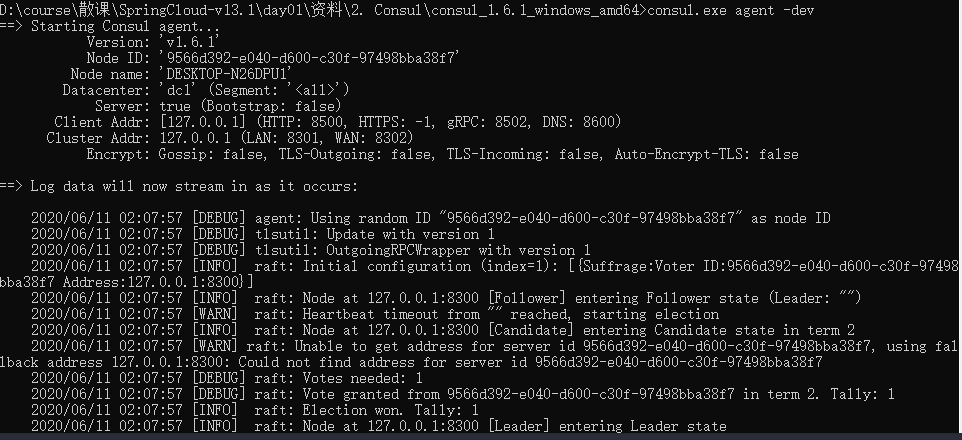 D:\course\散课\SpringCloud-v13.1\day01\资料\2. Consul\consul_1.6.1_windows_amd64>consul.exe agent -dev
==> Starting Consul agent...
Version: 'v1.6.1'
Node ID: '9566d392-e040-d600-c30f-97498bba38f7'
Node name: 'DESKTOP-N26DPU1'
Datacenter: 'dc1' (Segment: '<all>')
Server: true (Bootstrap: false)
Client Addr: [127.0.0.1] (HTTP: 8500, HTTPS: -1, gRPC: 8502, DNS: 8600)
Cluster Addr: 127.0.0.1 (LAN: 8301, WAN: 8302)
Encrypt: Gossip: false, TLS-Outgoing: false, TLS-Incoming: false, Auto-Encrypt-TLS: false
==> Log data will now stream in as it occurs:
2020/06/11 02:07:57 [DEBUG] agent: Using random ID "9566d392-e040-d600-c30f-97498bba38f7" as node ID
2020/06/11 02:07:57 [DEBUG] tlsutil: Update with version 1
2020/06/11 02:07:57 [DEBUG] tlsutil: OutgoingRPCWrapper with version 1
2020/06/11 02:07:57 [INFO]  raft: Initial configuration (index=1): [{Suffrage:Voter ID:9566d392-e040-d600-c30f-97498
bba38f7 Address:127.0.0.1:8300}]
2020/06/11 02:07:57 [INFO]  raft: Node at 127.0.0.1:8300 [Follower] entering Follower state (Leader: "")
2020/06/11 02:07:57 [WARN]  raft: Heartbeat timeout from "" reached, starting election
2020/06/11 02:07:57 [INFO]  raft: Node at 127.0.0.1:8300 [Candidate] entering Candidate state in term 2
2020/06/11 02:07:57 [WARN] raft: Unable to get address for server id 9566d392-e040-d600-c30f-97498bba38f7, using fal
lback address 127.0.0.1:8300: Could not find address for server id 9566d392-e040-d600-c30f-97498bba38f7
2020/06/11 02:07:57 [DEBUG] raft: Votes needed: 1
2020/06/11 02:07:57 [DEBUG] raft: Vote granted from 9566d392-e040-d600-c30f-97498bba38f7 in term 2. Tally: 1
2020/06/11 02:07:57 [INFO]  raft: Election won. Tally: 1
2020/06/11 02:07:57 [INFO]  raft: Node at 127.0.0.1:8300 [Leader] entering Leader state